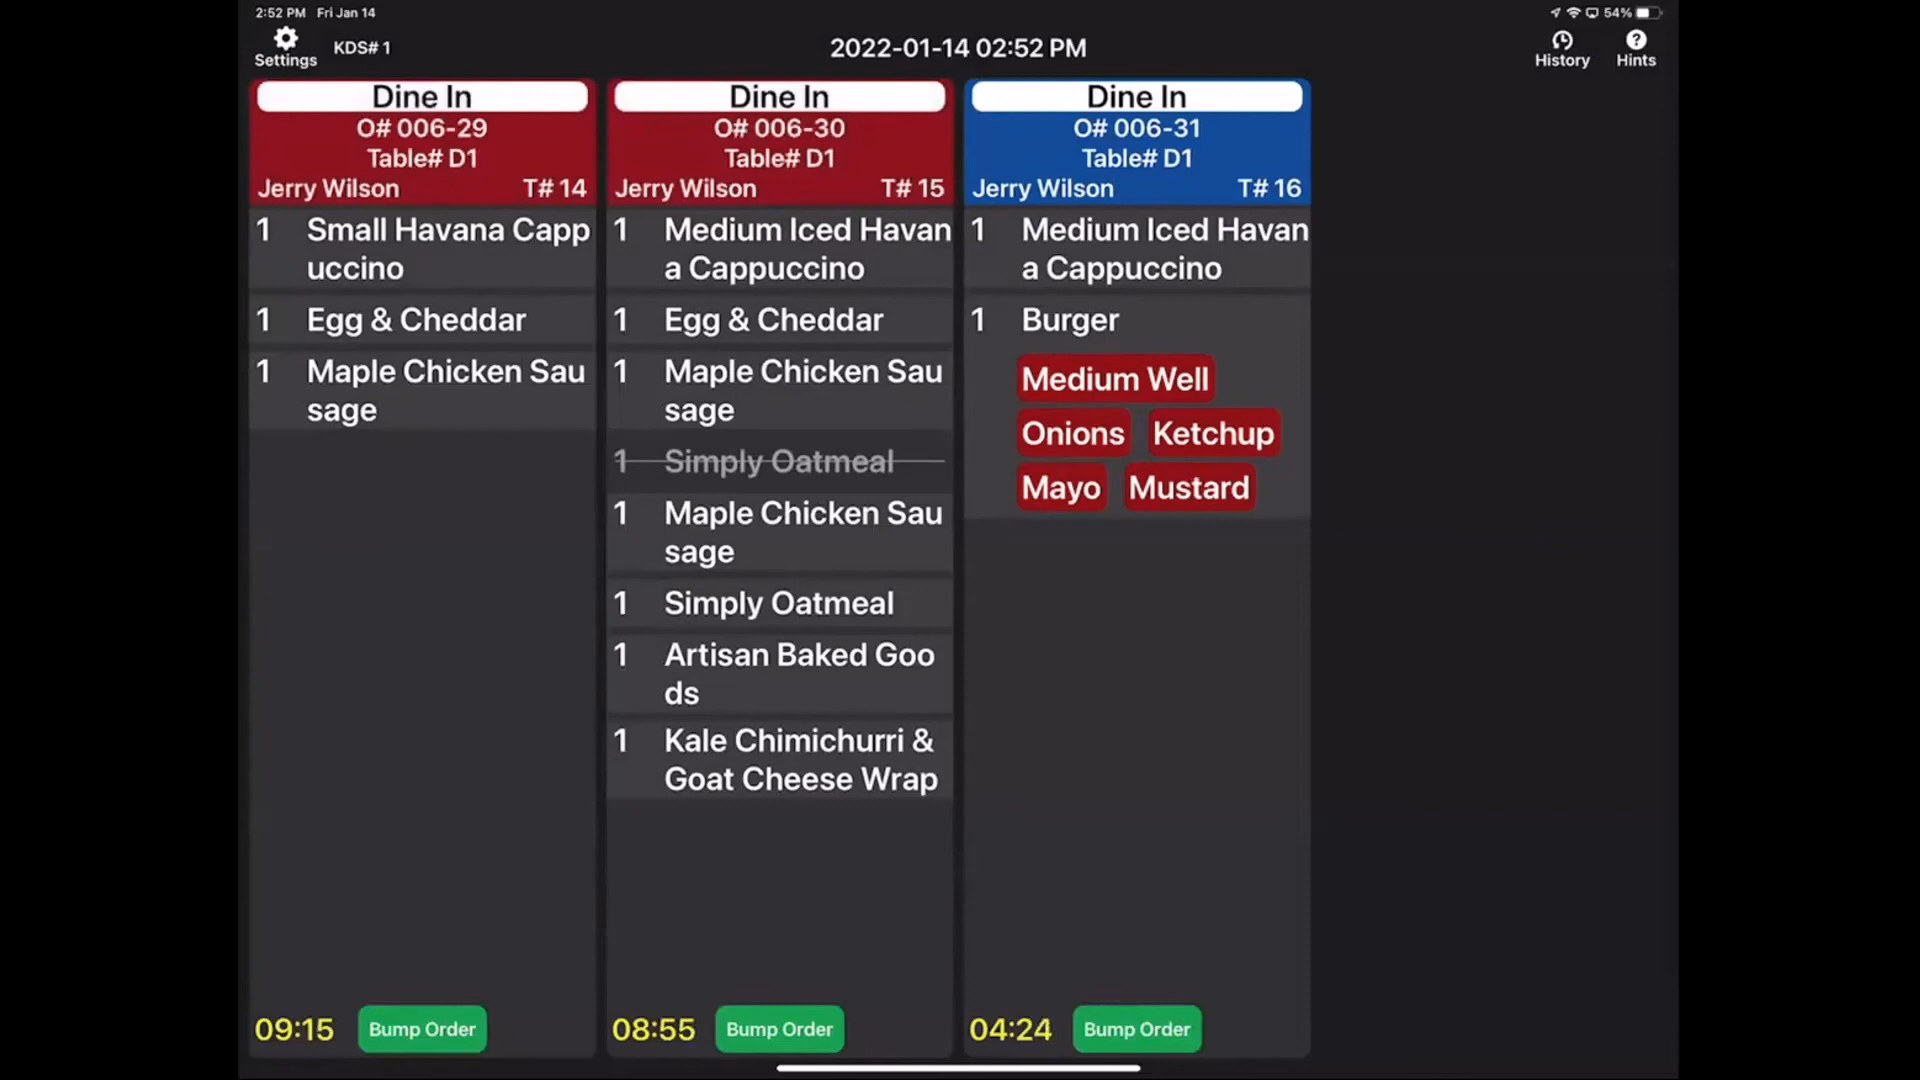 2:52 PM Fri Jan 14
54%
Settings
KDS# 1
2022-01-14 02:52 PM
History
Hints
Dine In
O# 006-29
Table# D1
Jerry Wilson T# 14
1 Small Havana Capp
uccino
1 Egg & Cheddar
1 Maple Chicken Sau
sage
09:15 Bump Order
Dine In
O# 006-30
Table# D1
Jerry Wilson T# 15
1 Medium Iced Havan
a Cappuccino
1 Egg & Cheddar
1 Maple Chicken Sau
sage
1 Simply Oatmeal
1 Maple Chicken Sau
sage
1 Simply Oatmeal
1 Artisan Baked Goo
ds
1 Kale Chimichurri &
Goat Cheese Wrap
08:55 Bump Order
Dine In
O# 006-31
Table# D1
Jerry Wilson T# 16
1 Medium Iced Havan
a Cappuccino
1 Burger
Medium Well
Onions Ketchup
Mayo Mustard
04:24 Bump Order